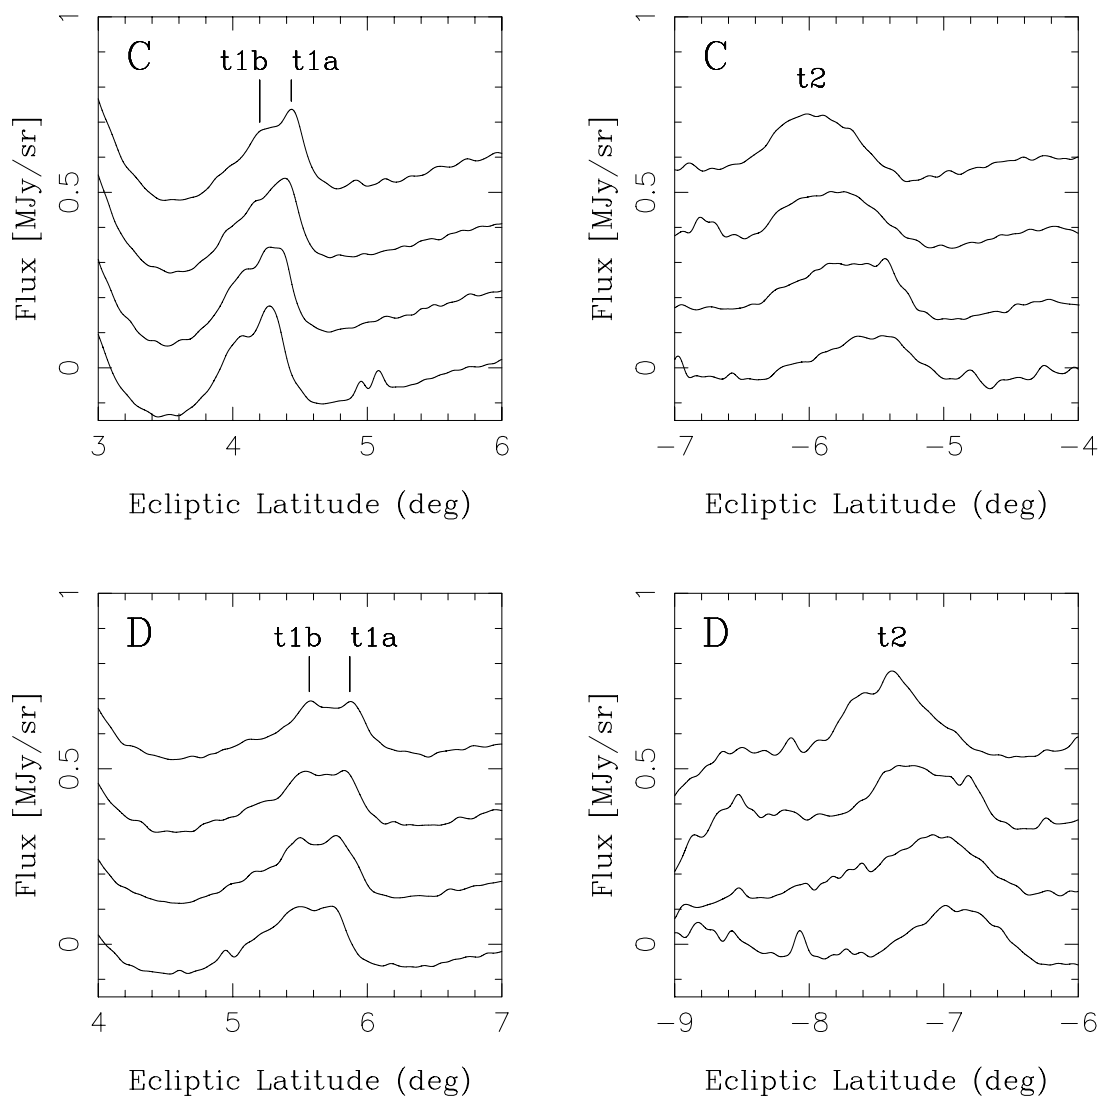 C
t1b t1a
Flux [MJy/sr]
0 0.5 1
3 4 5 6
Ecliptic Latitude (deg)
C
t2
Flux [MJy/sr]
0 0.5 1
−7 −6 −5 −4
Ecliptic Latitude (deg)
D
t1b t1a
Flux [MJy/sr]
0 0.5 1
4 5 6 7
Ecliptic Latitude (deg)
D
t2
Flux [MJy/sr]
0 0.5 1
−9 −8 −7 −6
Ecliptic Latitude (deg)